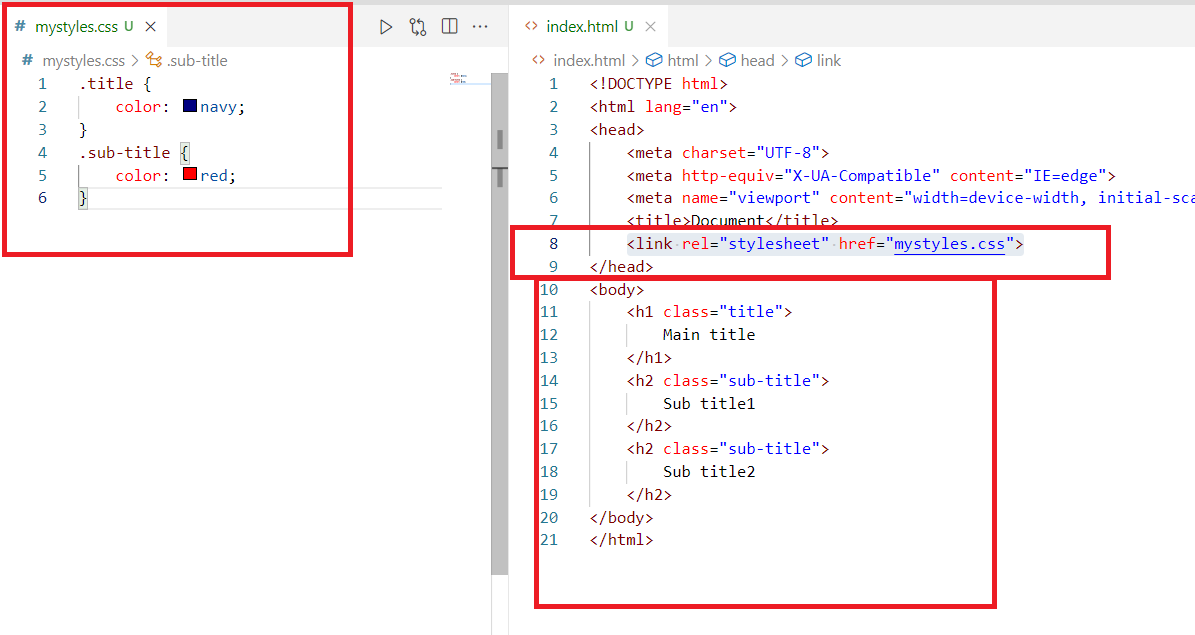 # mystyles.css U ×
# mystyles.css > .sub-title
1 .title {
2 color: navy;
3 }
4 .sub-title {
5 color: red;
6 }
<> index.html U ×
<> index.html > html > head > link
1 <!DOCTYPE html>
2 <html lang="en">
3 <head>
4 <meta charset="UTF-8">
5 <meta http-equiv="X-UA-Compatible" content="IE=edge">
6 <meta name="viewport" content="width=device-width, initial-sca
7 <title>Document</title>
8 <link rel="stylesheet" href="mystyles.css">
9 </head>
10 <body>
11 <h1 class="title">
12 Main title
13 </h1>
14 <h2 class="sub-title">
15 Sub title1
16 </h2>
17 <h2 class="sub-title">
18 Sub title2
19 </h2>
20 </body>
21 </html>